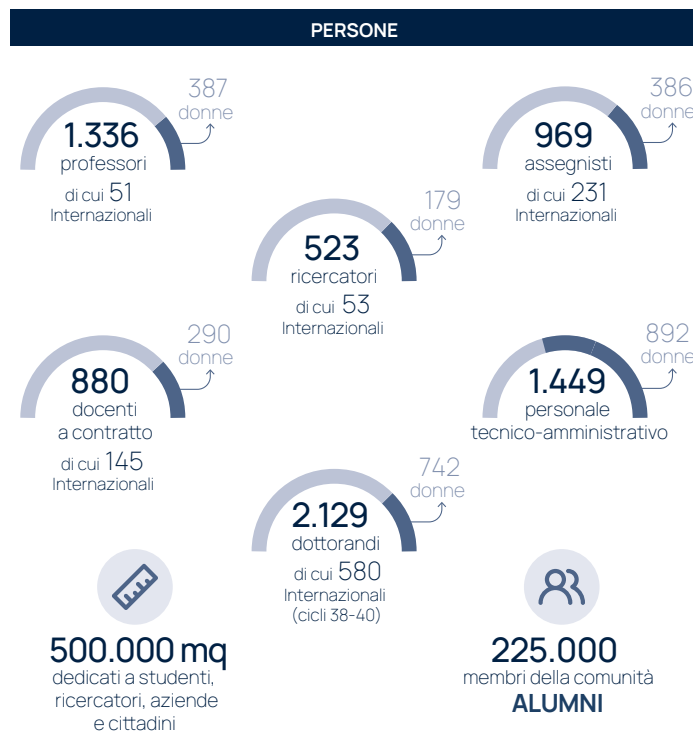 PERSONE
387
donne
1.336
professori
di cui 51
Internazionali
386
donne
969
assegnisti
di cui 231
Internazionali
179
donne
523
ricercatori
di cui 53
Internazionali
290
donne
880
docenti
a contratto
di cui 145
Internazionali
892
donne
1.449
personale
tecnico-amministrativo
742
donne
2.129
dottorandi
di cui 580
Internazionali
(cicli 38-40)
500.000 mq
dedicati a studenti,
ricercatori, aziende
e cittadini
225.000
membri della comunità
ALUMNI